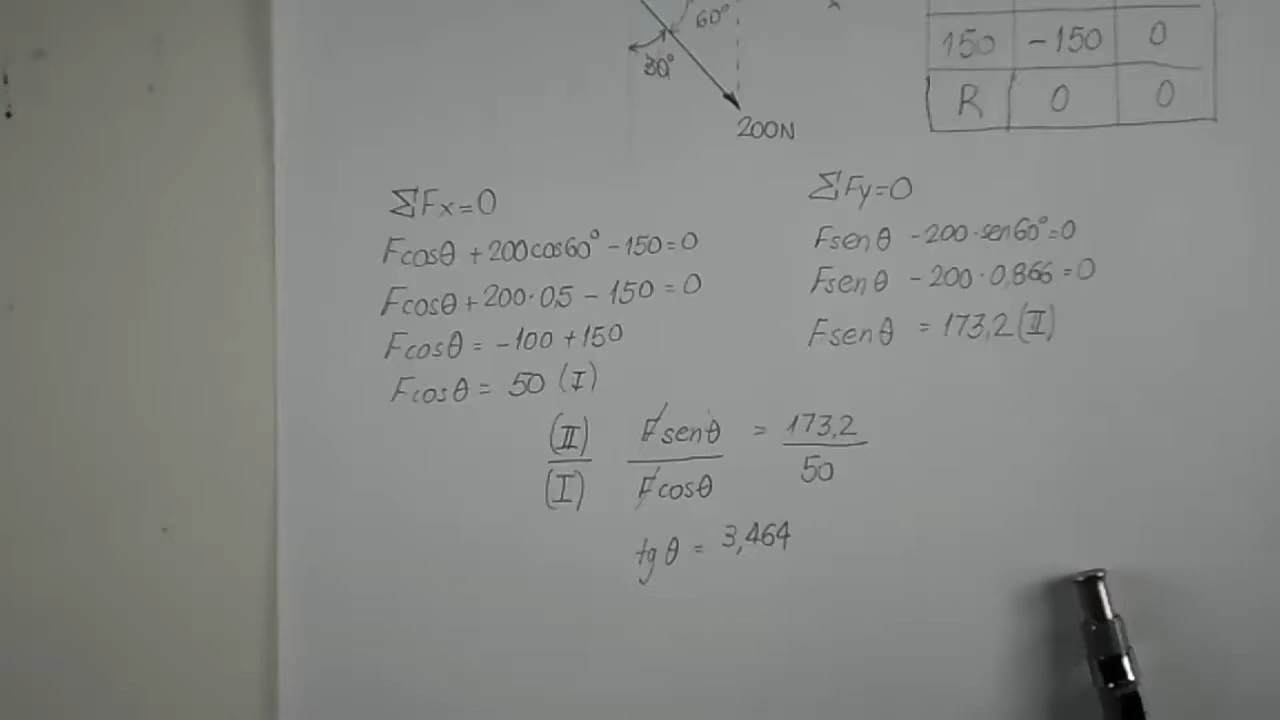 60°
30°
200N
x
150 -150 0
R 0 0
ΣFx=0
Fcosθ + 200cos60° - 150 = 0
Fcosθ + 200·0,5 - 150 = 0
Fcosθ = -100 + 150
Fcosθ = 50 (I)
ΣFy=0
Fsenθ - 200·sen60° = 0
Fsenθ - 200·0,866 = 0
Fsenθ = 173,2 (II)
(II) Fsenθ = 173,2
(I) Fcosθ 50
tgθ = 3,464